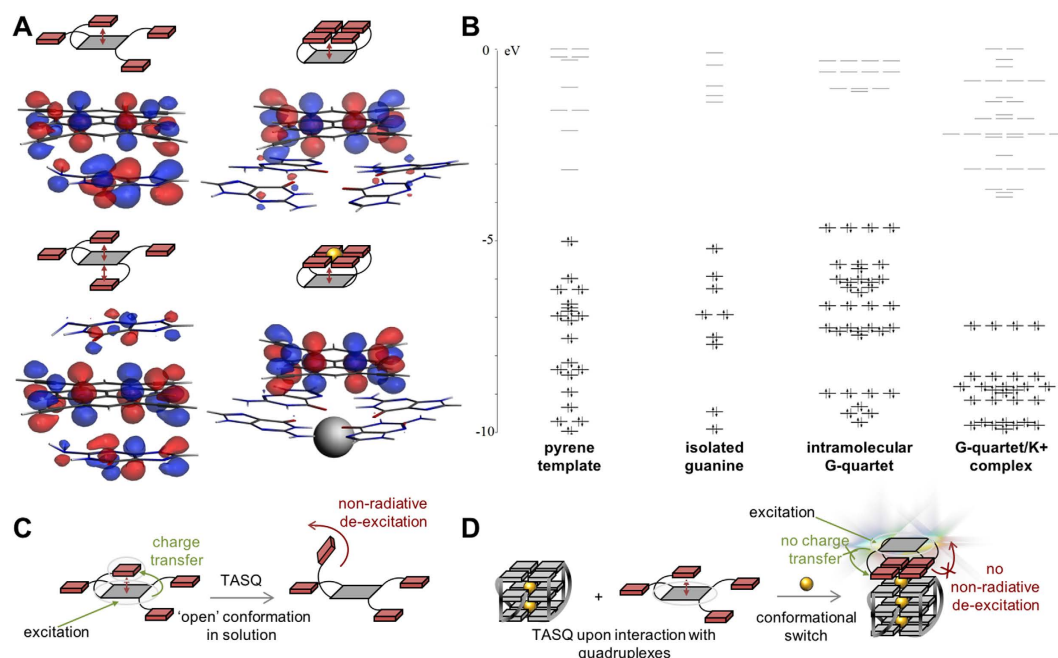 A
B
0
eV
-5
-10
pyrene
template
isolated
guanine
intramolecular
G-quartet
G-quartet/K+
complex
C
non-radiative
de-excitation
charge
transfer
TASQ
'open' conformation
in solution
excitation
D
excitation
no charge
transfer
no
non-radiative
de-excitation
+
conformational
switch
TASQ upon interaction with
quadruplexes